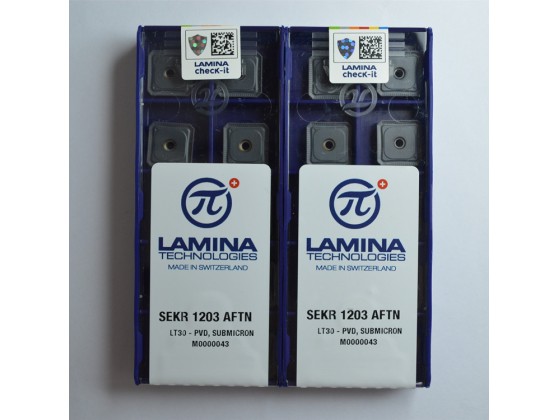 LAMINA
check-it
π
LAMINA
TECHNOLOGIES
MADE IN SWITZERLAND
SEKR 1203 AFTN
LT30 - PVD, SUBMICRON
M0000043
LAMINA
check-it
π
LAMINA
TECHNOLOGIES
MADE IN SWITZERLAND
SEKR 1203 AFTN
LT30 - PVD, SUBMICRON
M0000043